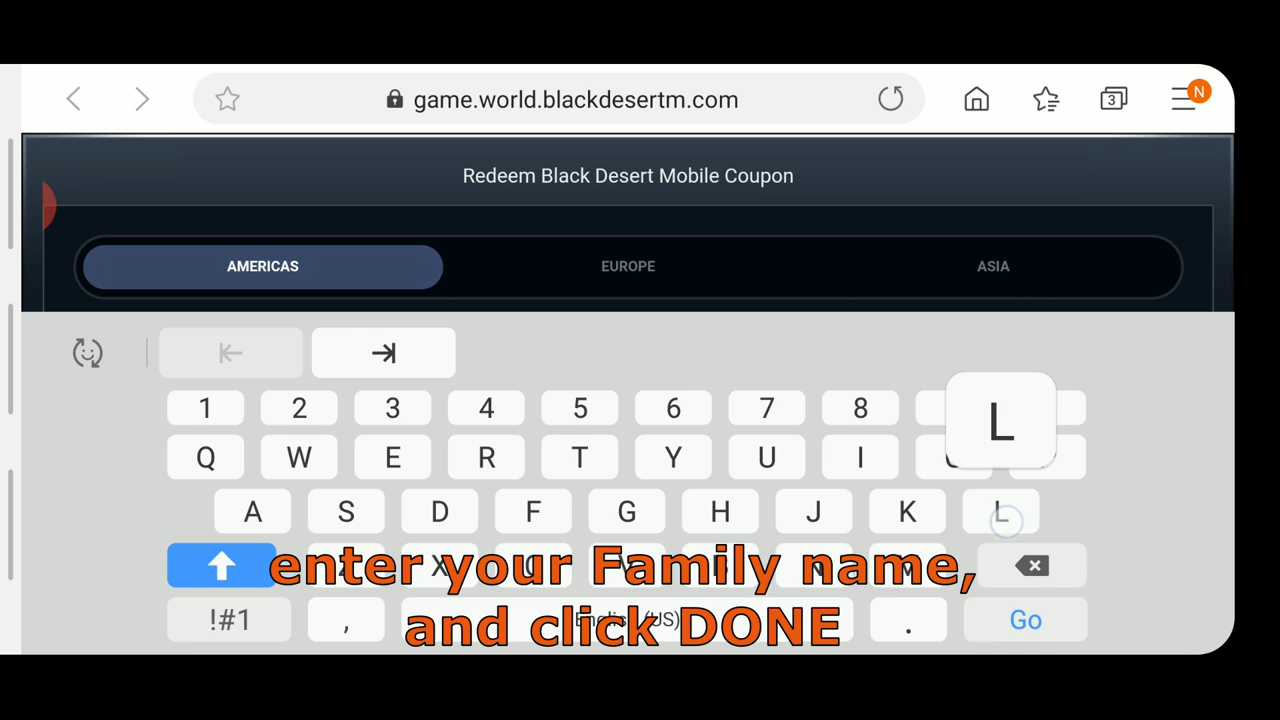 game.world.blackdesertm.com
3
N
Redeem Black Desert Mobile Coupon
AMERICAS EUROPE ASIA
1 2 3 4 5 6 7 8
L
Q W E R T Y U I
A S D F G H J K L
enter your Family name,
!#1 , . Go
and click DONE